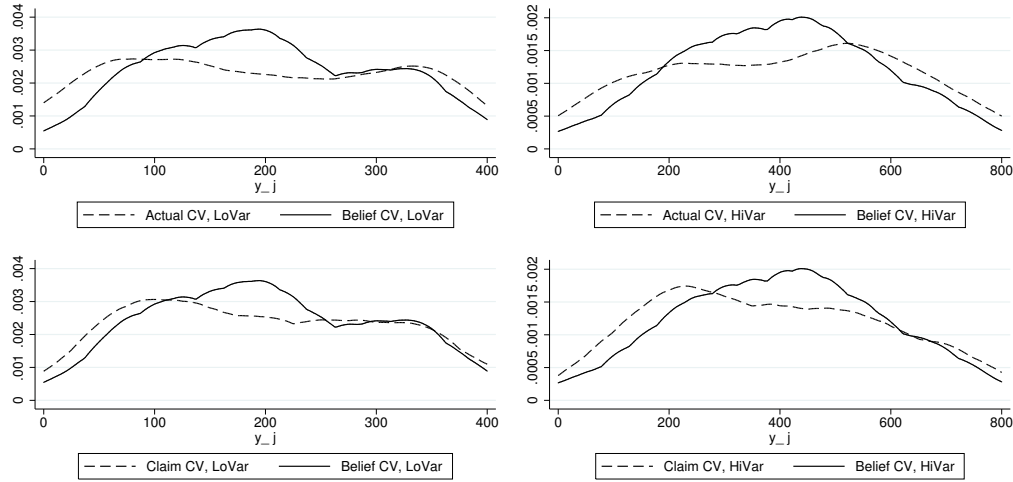 .004
.003
.002
.001
0
0 100 200 300 400
y_ j
Actual CV, LoVar Belief CV, LoVar
.002
.0015
.001
.0005
0
0 200 400 600 800
y_ j
Actual CV, HiVar Belief CV, HiVar
.004
.003
.002
.001
0
0 100 200 300 400
y_ j
Claim CV, LoVar Belief CV, LoVar
.002
.0015
.001
.0005
0
0 200 400 600 800
y_ j
Claim CV, HiVar Belief CV, HiVar